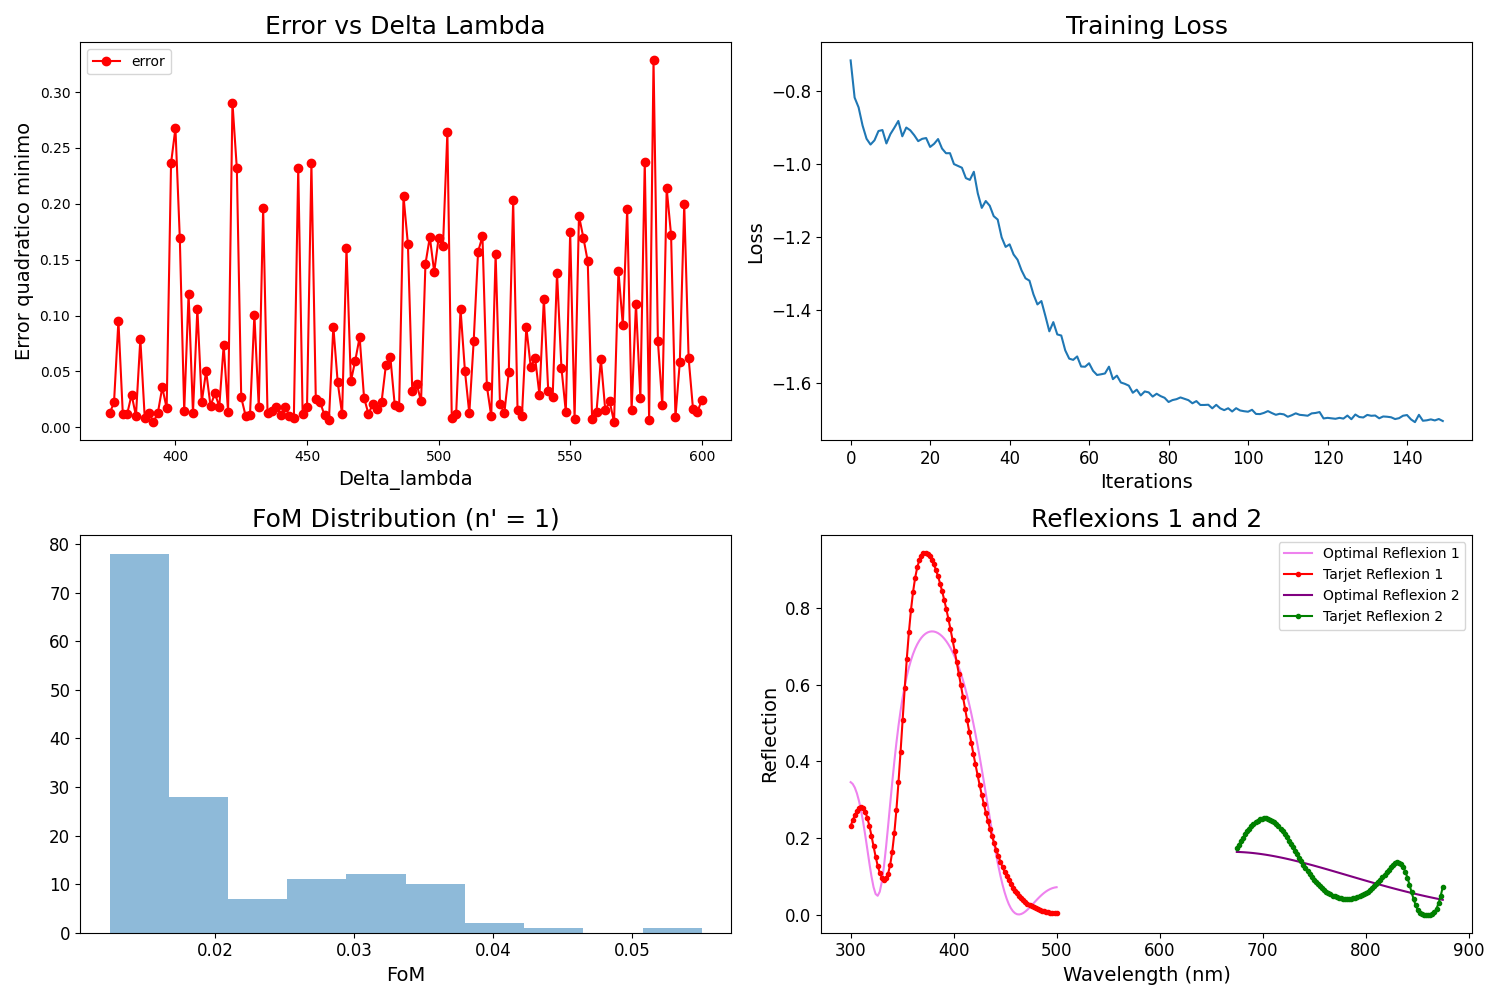 Error vs Delta Lambda
error
Error quadratico minimo
0.30
0.25
0.20
0.15
0.10
0.05
0.00
400 450 500 550 600
Delta_lambda
Training Loss
Loss
−0.8
−1.0
−1.2
−1.4
−1.6
0 20 40 60 80 100 120 140
Iterations
FoM Distribution (n' = 1)
80
70
60
50
40
30
20
10
0
0.02 0.03 0.04 0.05
FoM
Reflexions 1 and 2
Optimal Reflexion 1
Tarjet Reflexion 1
Optimal Reflexion 2
Tarjet Reflexion 2
Reflection
0.8
0.6
0.4
0.2
0.0
300 400 500 600 700 800 900
Wavelength (nm)